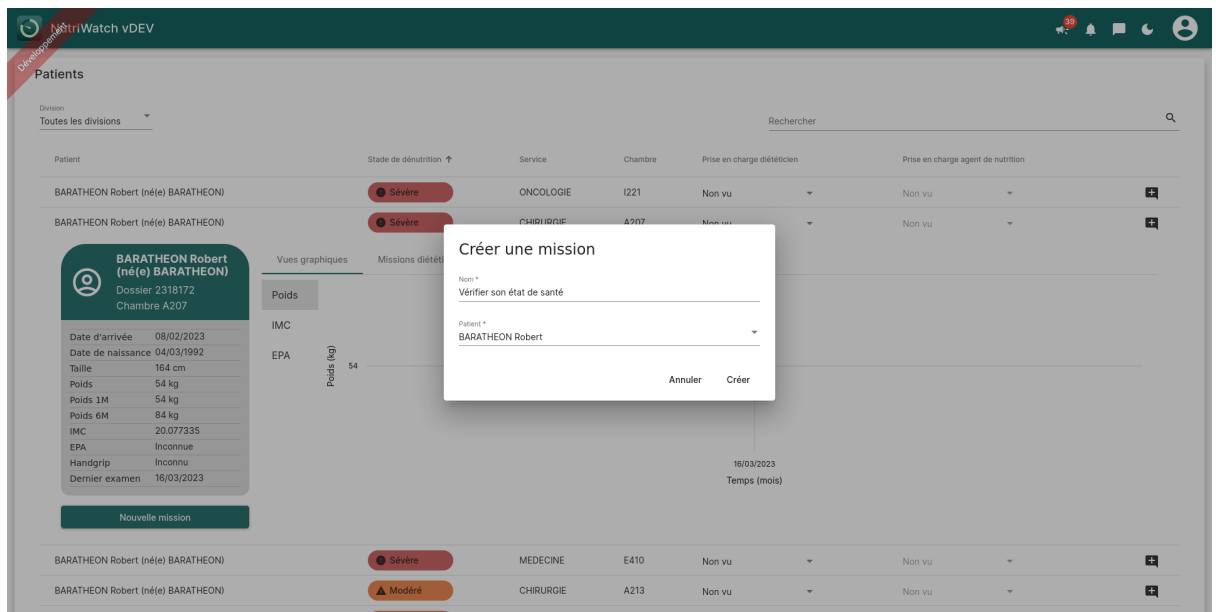 NutriWatch vDEV
39
Développement
Patients
Division
Toutes les divisions
Rechercher
Patient Stade de dénutrition Service Chambre Prise en charge diététicien Prise en charge agent de nutrition
BARATHEON Robert (né(e) BARATHEON) Sévère ONCOLOGIE I221 Non vu Non vu
BARATHEON Robert (né(e) BARATHEON) Sévère CHIRURGIE A207 Non vu Non vu
BARATHEON Robert
(né(e) BARATHEON)
Dossier 2318172
Chambre A207
Date d'arrivée 08/02/2023
Date de naissance 04/03/1992
Taille 164 cm
Poids 54 kg
Poids 1M 54 kg
Poids 6M 84 kg
IMC 20.077335
EPA Inconnue
Handgrip Inconnu
Dernier examen 16/03/2023
Nouvelle mission
Vues graphiques Missions diététi
Poids
IMC
EPA
Poids (kg)
54
16/03/2023
Temps (mois)
Créer une mission
Nom *
Vérifier son état de santé
Patient *
BARATHEON Robert
Annuler Créer
BARATHEON Robert (né(e) BARATHEON) Sévère MEDECINE E410 Non vu Non vu
BARATHEON Robert (né(e) BARATHEON) Modéré CHIRURGIE A213 Non vu Non vu